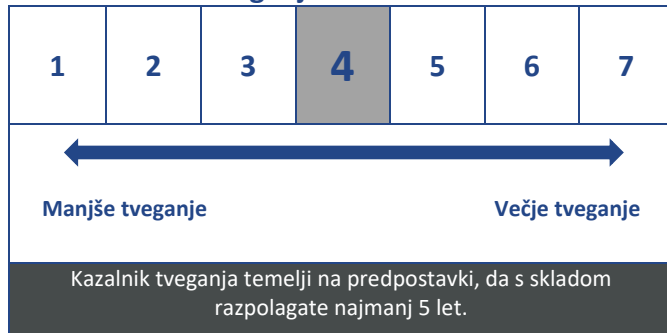 1 2 3 4 5 6 7
Manjše tveganje Večje tveganje
Kazalnik tveganja temelji na predpostavki, da s skladom
razpolagate najmanj 5 let.